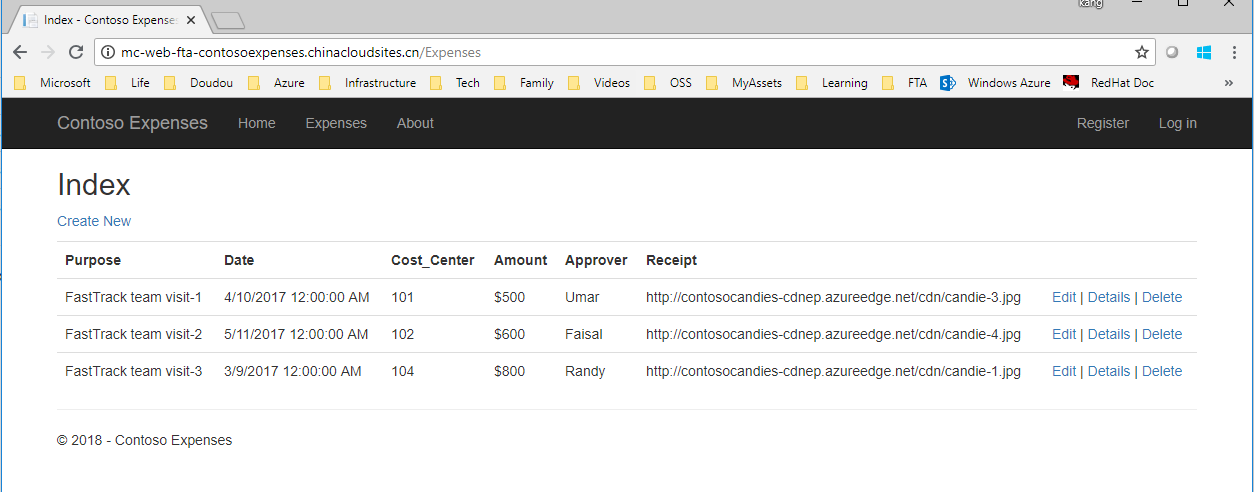 kang
Index - Contoso Expenses
mc-web-fta-contosoexpenses.chinacloudsites.cn/Expenses
Microsoft Life Doudou Azure Infrastructure Tech Family Videos OSS MyAssets Learning FTA Windows Azure RedHat Doc »
Contoso Expenses Home Expenses About Register Log in
Index
Create New
Purpose Date Cost_Center Amount Approver Receipt
FastTrack team visit-1 4/10/2017 12:00:00 AM 101 $500 Umar http://contosocandies-cdnep.azureedge.net/cdn/candie-3.jpg Edit | Details | Delete
FastTrack team visit-2 5/11/2017 12:00:00 AM 102 $600 Faisal http://contosocandies-cdnep.azureedge.net/cdn/candie-4.jpg Edit | Details | Delete
FastTrack team visit-3 3/9/2017 12:00:00 AM 104 $800 Randy http://contosocandies-cdnep.azureedge.net/cdn/candie-1.jpg Edit | Details | Delete
© 2018 - Contoso Expenses